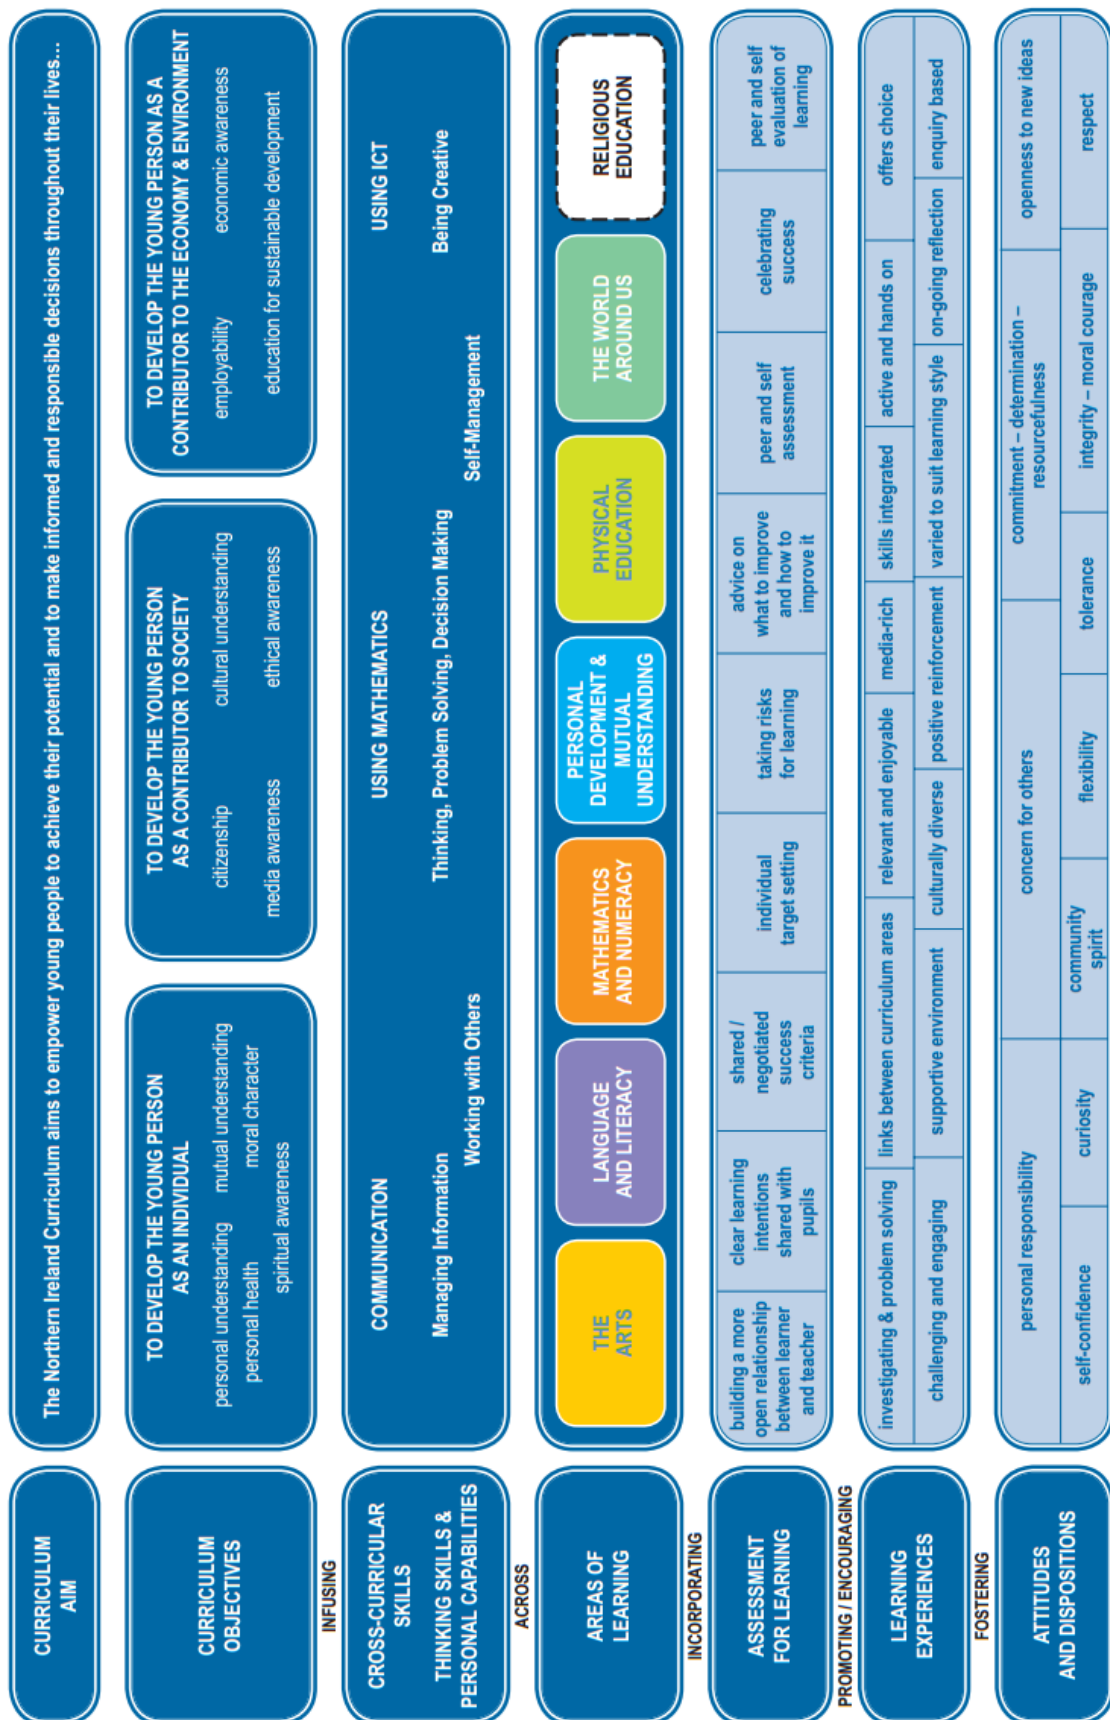 CURRICULUM
AIM
The Northern Ireland Curriculum aims to empower young people to achieve their potential and to make informed and responsible decisions throughout their lives...
CURRICULUM
OBJECTIVES
TO DEVELOP THE YOUNG PERSON
AS AN INDIVIDUAL
personal understanding
mutual understanding
personal health
moral character
spiritual awareness
TO DEVELOP THE YOUNG PERSON
AS A CONTRIBUTOR TO SOCIETY
citizenship
cultural understanding
media awareness
ethical awareness
TO DEVELOP THE YOUNG PERSON AS A
CONTRIBUTOR TO THE ECONOMY & ENVIRONMENT
employability
economic awareness
education for sustainable development
INFUSING
CROSS-CURRICULAR
SKILLS
THINKING SKILLS &
PERSONAL CAPABILITIES
COMMUNICATION
USING MATHEMATICS
USING ICT
Managing Information
Thinking, Problem Solving, Decision Making
Being Creative
Working with Others
Self-Management
ACROSS
AREAS OF
LEARNING
THE
ARTS
LANGUAGE
AND LITERACY
MATHEMATICS
AND NUMERACY
PERSONAL
DEVELOPMENT &
MUTUAL
UNDERSTANDING
PHYSICAL
EDUCATION
THE WORLD
AROUND US
RELIGIOUS
EDUCATION
INCORPORATING
ASSESSMENT
FOR LEARNING
building a more
open relationship
between learner
and teacher
clear learning
intentions
shared with
pupils
shared /
negotiated
success
criteria
individual
target setting
taking risks
for learning
advice on
what to improve
and how to
improve it
peer and self
assessment
celebrating
success
peer and self
evaluation of
learning
PROMOTING / ENCOURAGING
LEARNING
EXPERIENCES
investigating & problem solving
links between curriculum areas
relevant and enjoyable
media-rich
skills integrated
active and hands on
offers choice
challenging and engaging
supportive environment
culturally diverse
positive reinforcement
varied to suit learning style
on-going reflection
enquiry based
FOSTERING
ATTITUDES
AND DISPOSITIONS
personal responsibility
concern for others
commitment – determination –
resourcefulness
openness to new ideas
self-confidence
curiosity
community
spirit
flexibility
tolerance
integrity – moral courage
respect